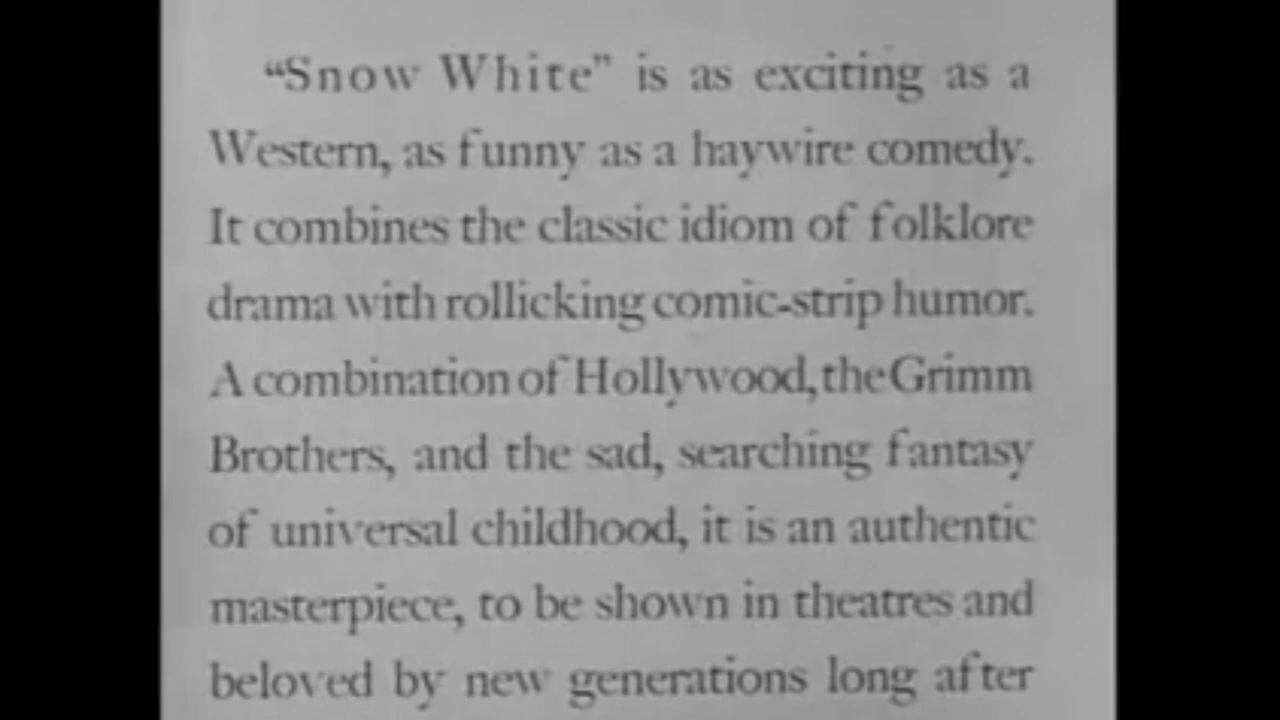 “Snow White” is as exciting as a
Western, as funny as a haywire comedy.
It combines the classic idiom of folklore
drama with rollicking comic-strip humor.
A combination of Hollywood, the Grimm
Brothers, and the sad, searching fantasy
of universal childhood, it is an authentic
masterpiece, to be shown in theatres and
beloved by new generations long after